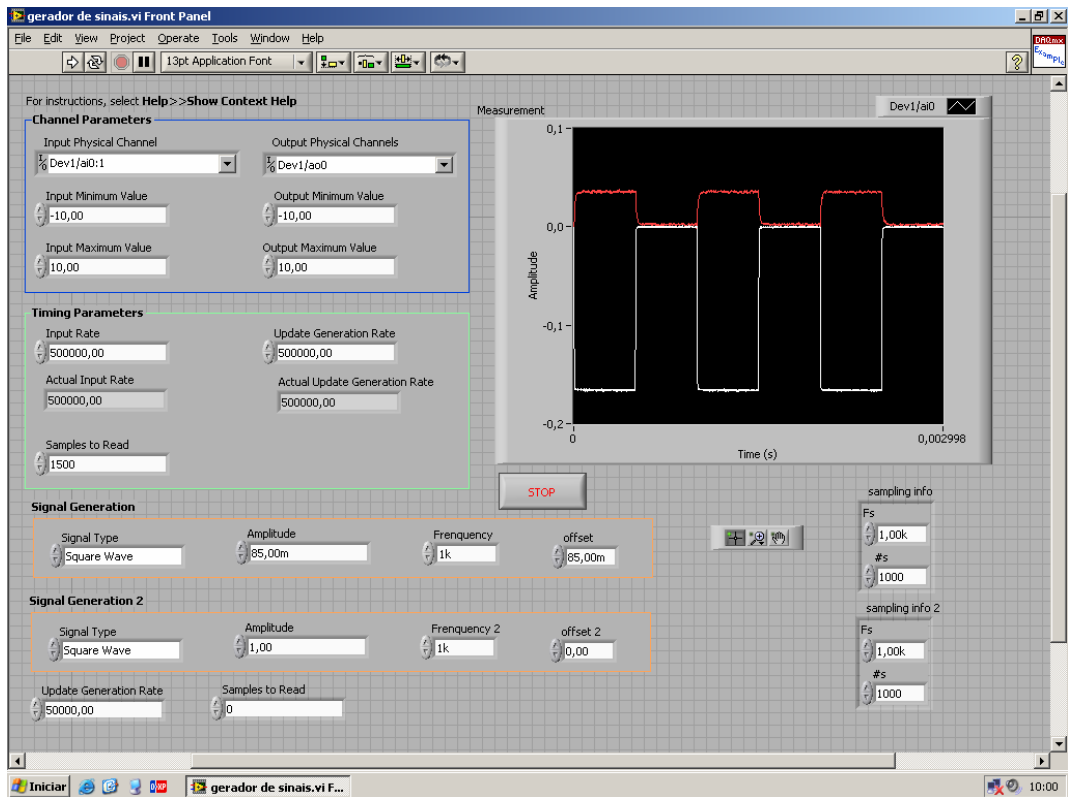 gerador de sinais.vi Front Panel
File Edit View Project Operate Tools Window Help
13pt Application Font
DAQmx
Example
For instructions, select Help>>Show Context Help
Channel Parameters
Input Physical Channel
Output Physical Channels
Dev1/ai0:1
Dev1/ao0
Input Minimum Value
Output Minimum Value
-10,00
-10,00
Input Maximum Value
Output Maximum Value
10,00
10,00
Timing Parameters
Input Rate
Update Generation Rate
500000,00
500000,00
Actual Input Rate
Actual Update Generation Rate
500000,00
500000,00
Samples to Read
1500
Measurement
Dev1/ai0
0,1
0,0
-0,1
-0,2
Amplitude
0
0,002998
Time (s)
STOP
Signal Generation
Signal Type
Amplitude
Frenquency
offset
Square Wave
85,00m
1k
85,00m
Signal Generation 2
Signal Type
Amplitude
Frenquency 2
offset 2
Square Wave
1,00
1k
0,00
Update Generation Rate
Samples to Read
50000,00
0
sampling info
Fs
1,00k
#s
1000
sampling info 2
Fs
1,00k
#s
1000
Iniciar
gerador de sinais.vi F...
10:00